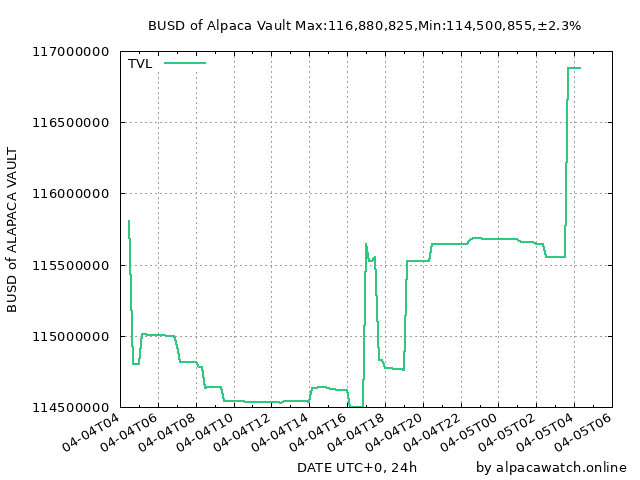 BUSD of Alpaca Vault Max:116,880,825,Min:114,500,855,±2.3%
TVL
117000000
116500000
116000000
115500000
115000000
114500000
BUSD of ALAPACA VAULT
04-04T04
04-04T06
04-04T08
04-04T10
04-04T12
04-04T14
04-04T16
04-04T18
04-04T20
04-04T22
04-05T00
04-05T02
04-05T04
04-05T06
DATE UTC+0, 24h
by alpacawatch.online